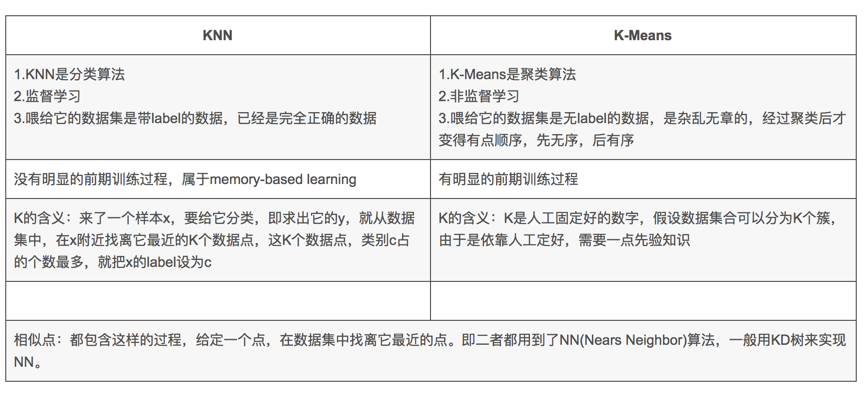 KNN
K-Means
1.KNN是分类算法
2.监督学习
3.喂给它的数据集是带label的数据，已经是完全正确的数据
1.K-Means是聚类算法
2.非监督学习
3.喂给它的数据集是无label的数据，是杂乱无章的，经过聚类后才
变得有点顺序，先无序，后有序
没有明显的前期训练过程，属于memory-based learning
有明显的前期训练过程
K的含义：来了一个样本x，要给它分类，即求出它的y，就从数据
集中，在x附近找离它最近的K个数据点，这K个数据点，类别c占
的个数最多，就把x的label设为c
K的含义：K是人工固定好的数字，假设数据集合可以分为K个簇，
由于是依靠人工定好，需要一点先验知识
相似点：都包含这样的过程，给定一个点，在数据集中找离它最近的点。即二者都用到了NN(Nears Neighbor)算法，一般用KD树来实现
NN。